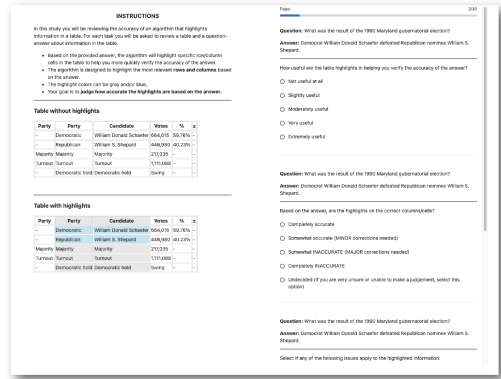 INSTRUCTIONS
In this study you will be reviewing the accuracy of an algorithm that highlights
information in a table. For each task you will be asked to review a table and a question-
answer about information in the table.
• Based on the provided answer, the algorithm will highlight specific row/column
cells in the table to help you more quickly verify the accuracy of the answer.
• The algorithm is designed to highlight the most relevant rows and columns based
on the answer.
• The highlight colors can be gray and/or blue,
• Your goal is to judge how accurate the highlights are based on the answer.
Table without highlights
Party Party Candidate Votes % ±
- Democratic William Donald Schaefer 664,015 59.76% -
- Republican William S. Shepard 446,980 40.23% -
Majority Majority Majority 217,035 - -
Turnout Turnout Turnout 1,111,088 - -
- Democratic hold Democratic hold Swing - -
Table with highlights
Party Party Candidate Votes % ±
- Democratic William Donald Schaefer 664,015 59.76% -
- Republican William S. Shepard 446,980 40.23% -
Majority Majority Majority 217,035 - -
Turnout Turnout Turnout 1,111,088 - -
- Democratic hold Democratic hold Swing - -
Page:
Question: What was the result of the 1990 Maryland gubernatorial election?
Answer: Democrat William Donald Schaefer defeated Republican nominee William S.
Shepard.
How useful are the table highlights in helping you verify the accuracy of the answer?
Not useful at all
Slightly useful
Moderately useful
Very useful
Extremely useful
Question: What was the result of the 1990 Maryland gubernatorial election?
Answer: Democrat William Donald Schaefer defeated Republican nominee William S.
Shepard.
Based on the answer, are the highlights on the correct columns/cells?
Completely accurate
Somewhat accurate (MINOR corrections needed)
Somewhat INACCURATE (MAJOR corrections needed)
Completely INACCURATE
Undecided (If you are very unsure or unable to make a judgement, select this
option)
Question: What was the result of the 1990 Maryland gubernatorial election?
Answer: Democrat William Donald Schaefer defeated Republican nominee William S.
Shepard.
Select if any of the following issues apply to the highlighted information: